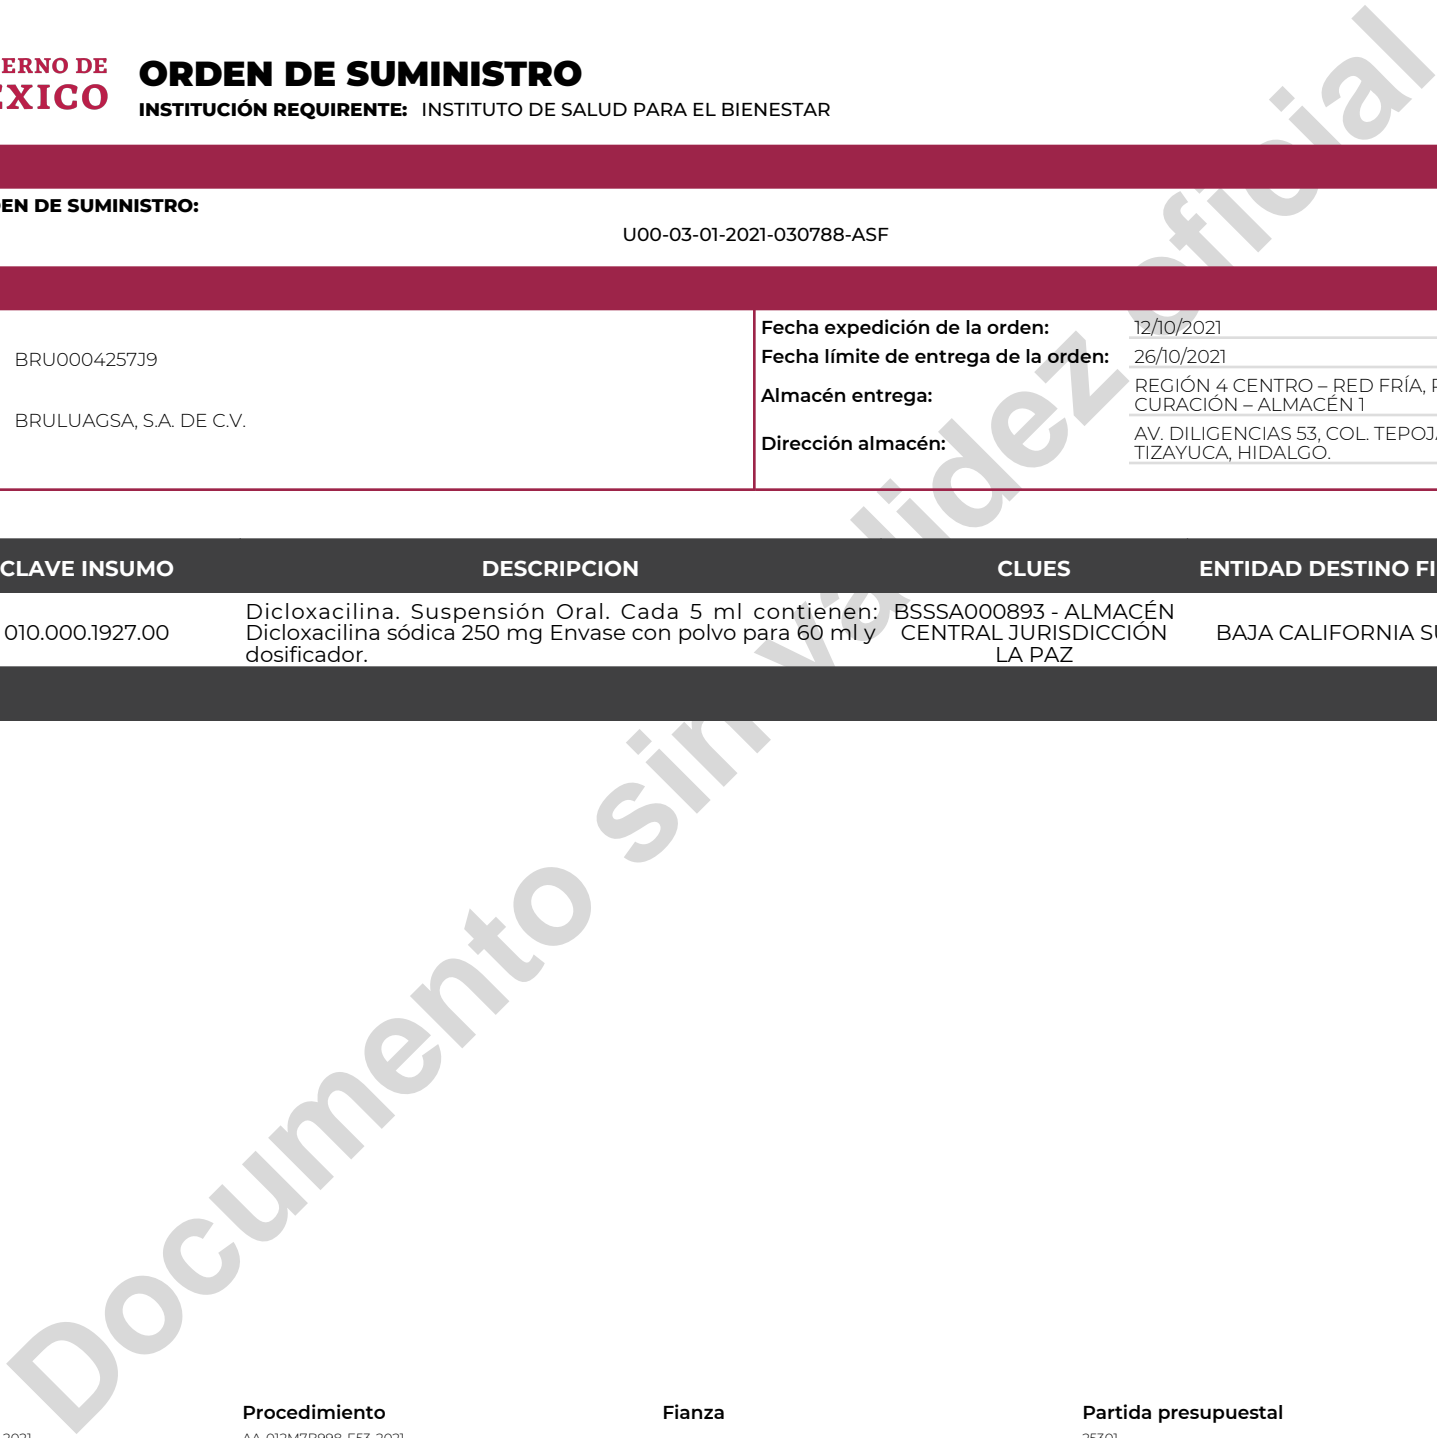 ERNO DE
EXICO
ORDEN DE SUMINISTRO
INSTITUCIÓN REQUIRENTE: INSTITUTO DE SALUD PARA EL BIENESTAR
EN DE SUMINISTRO:
U00-03-01-2021-030788-ASF
BRU0004257J9
BRULUAGSA, S.A. DE C.V.
Fecha expedición de la orden: 12/10/2021
Fecha límite de entrega de la orden: 26/10/2021
Almacén entrega: REGIÓN 4 CENTRO – RED FRÍA,
CURACIÓN – ALMACÉN 1
Dirección almacén: AV. DILIGENCIAS 53, COL. TEPOJ
TIZAYUCA, HIDALGO.
CLAVE INSUMO DESCRIPCION CLUES ENTIDAD DESTINO FI
010.000.1927.00
Dicloxacilina. Suspensión Oral. Cada 5 ml contienen:
Dicloxacilina sódica 250 mg Envase con polvo para 60 ml y
dosificador.
BSSSA000893 - ALMACÉN
CENTRAL JURISDICCIÓN
LA PAZ
BAJA CALIFORNIA S
Documento sin validez oficial
Procedimiento Fianza Partida presupuestal